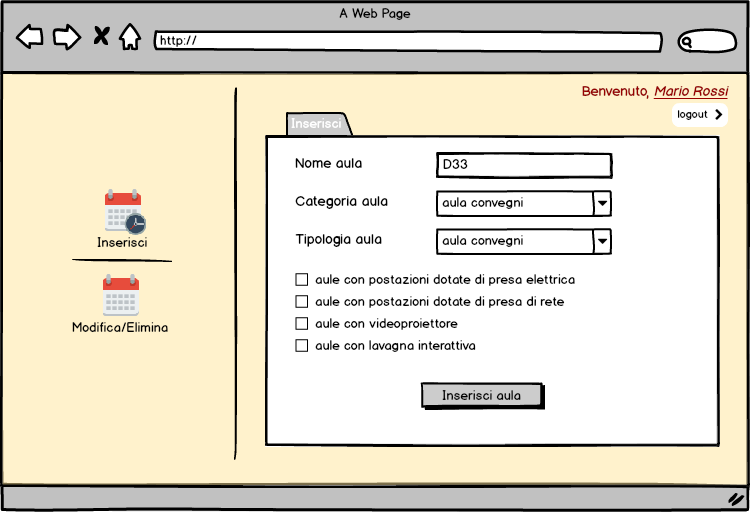 A Web Page
http://
Benvenuto, Mario Rossi
logout
Inserisci
Modifica/Elimina
Inserisci
Nome aula
D33
Categoria aula
aula convegni
Tipologia aula
aula convegni
aule con postazioni dotate di presa elettrica
aule con postazioni dotate di presa di rete
aule con videoproiettore
aule con lavagna interattiva
Inserisci aula